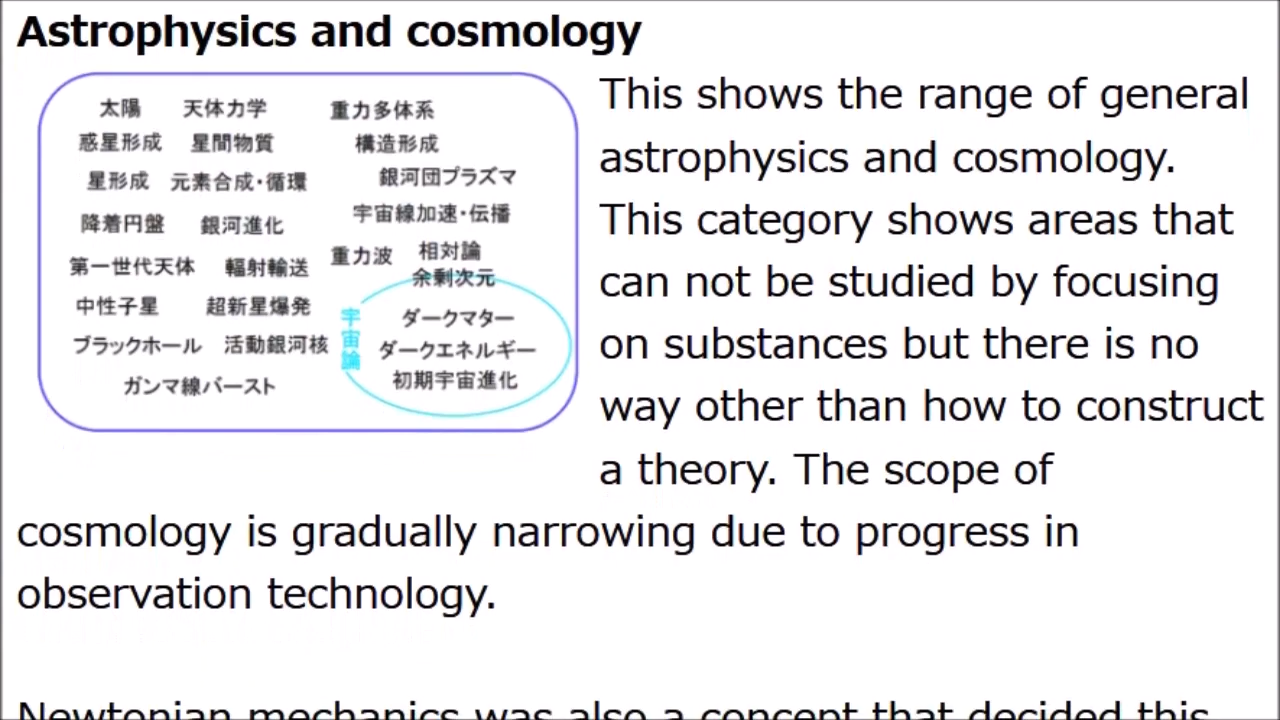 Astrophysics and cosmology
太陽 天体力学 重力多体系
惑星形成 星間物質 構造形成
星形成 元素合成・循環 銀河団プラズマ
降着円盤 銀河進化 宇宙線加速・伝播
第一世代天体 輻射輸送 重力波 相対論
余剰次元
中性子星 超新星爆発 ダークマター
宇宙論
ブラックホール 活動銀河核 ダークエネルギー
ガンマ線バースト 初期宇宙進化
This shows the range of general
astrophysics and cosmology.
This category shows areas that
can not be studied by focusing
on substances but there is no
way other than how to construct
a theory. The scope of
cosmology is gradually narrowing due to progress in
observation technology.
Newtonian mechanics was also a concept that decided this